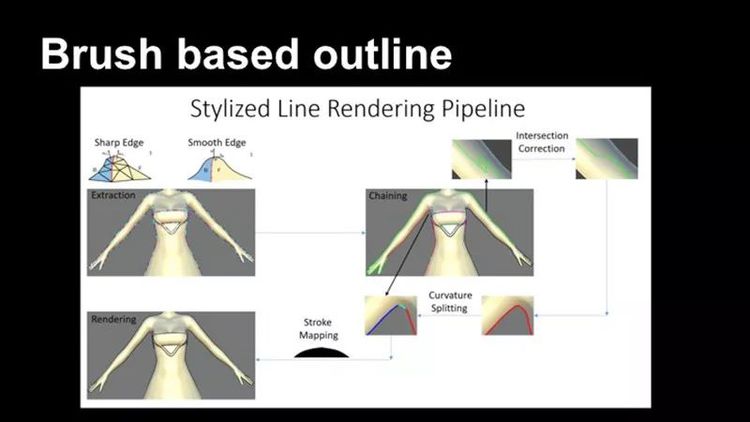 Brush based outline
Stylized Line Rendering Pipeline
Sharp Edge
Smooth Edge
Intersection
Correction
Extraction
Chaining
Curvature
Splitting
Rendering
Stroke
Mapping